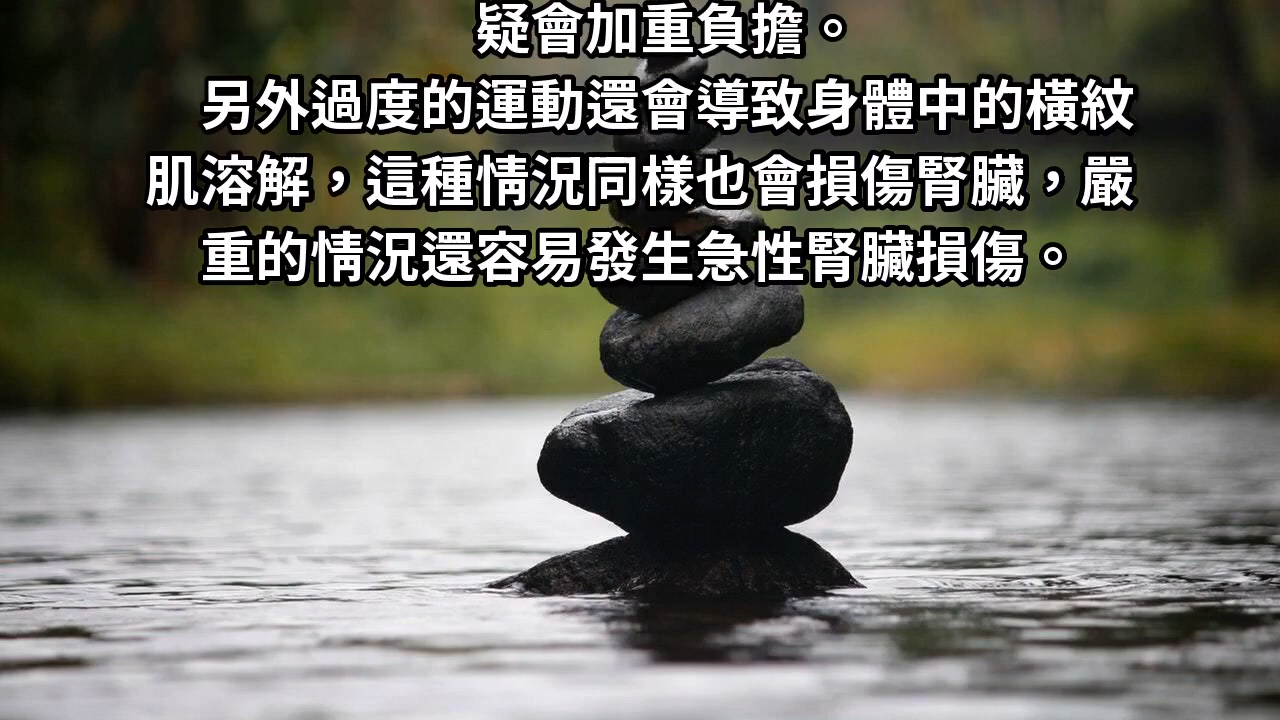 疑會加重負擔。
另外過度的運動還會導致身體中的橫紋
肌溶解，這種情況同樣也會損傷腎臟，嚴
重的情況還容易發生急性腎臟損傷。